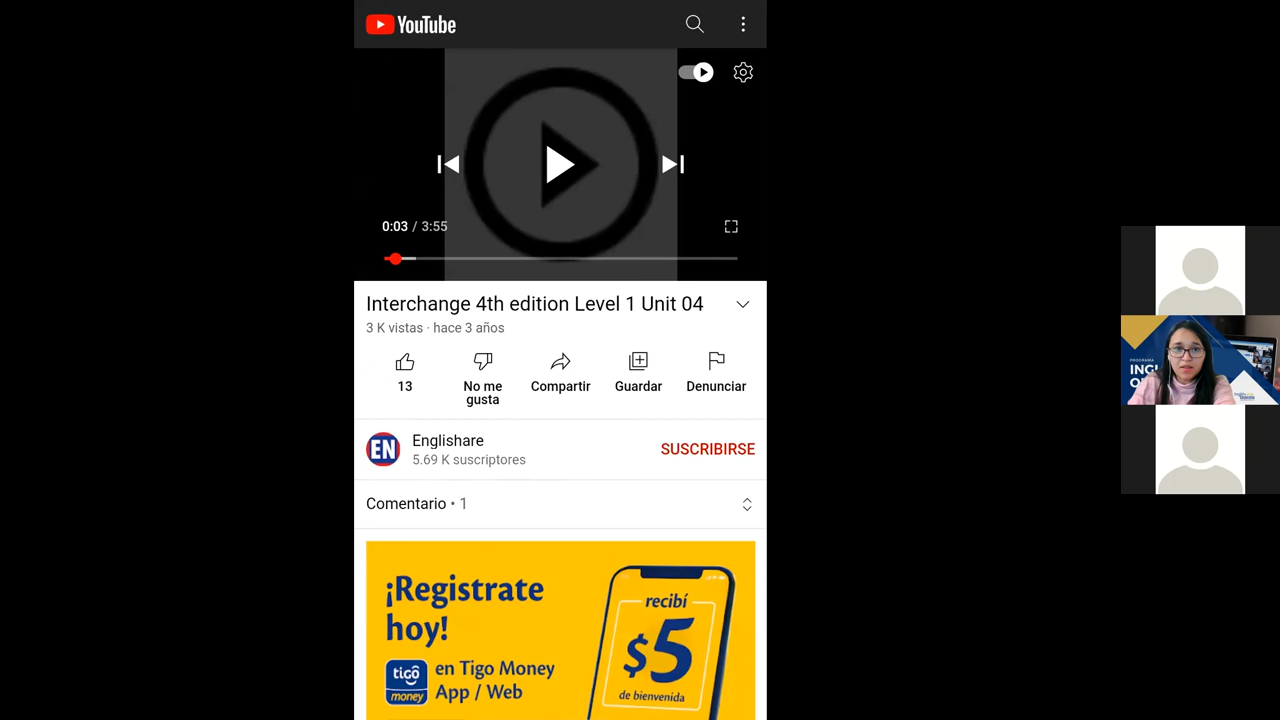 YouTube
0:03 / 3:55
Interchange 4th edition Level 1 Unit 04
3 K vistas · hace 3 años
13
No me
gusta
Compartir
Guardar
Denunciar
EN
Englishare
5.69 K suscriptores
SUSCRIBIRSE
Comentario • 1
¡Registrate
hoy!
tigo
money
en Tigo Money
App / Web
recibí
$5
de bienvenida
PROGRAMA